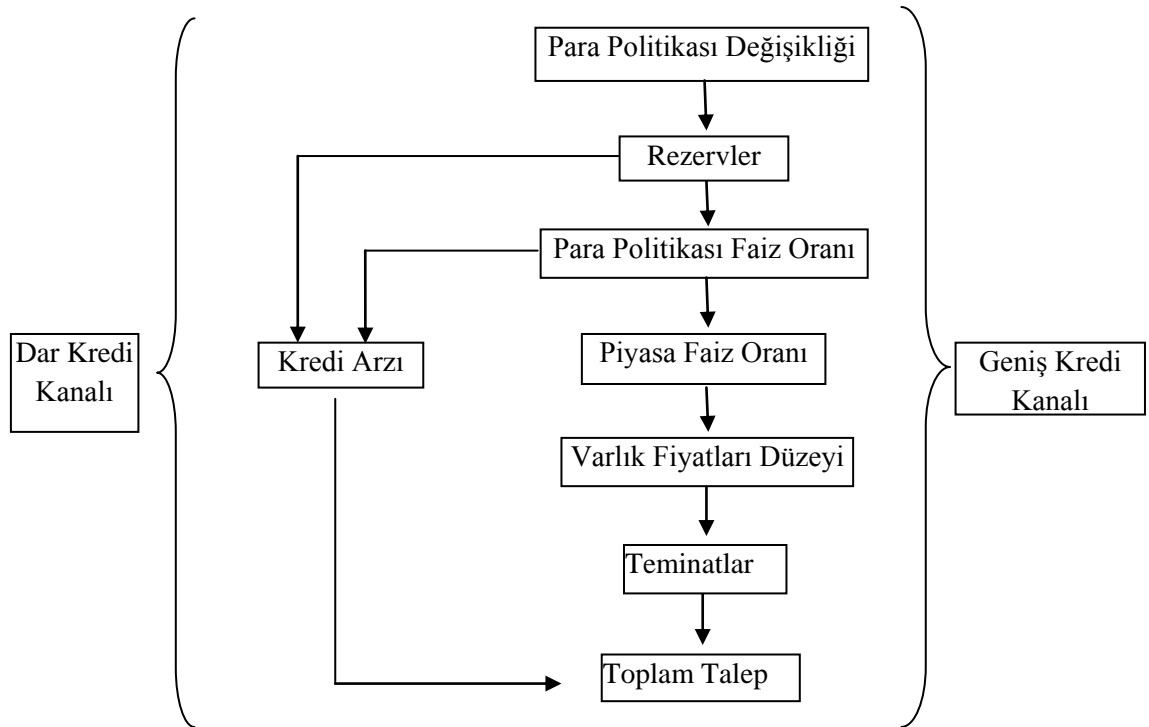 Para Politikası Değişikliği
Rezervler
Para Politikası Faiz Oranı
Dar Kredi
Kanalı
Kredi Arzı
Piyasa Faiz Oranı
Geniş Kredi
Kanalı
Varlık Fiyatları Düzeyi
Teminatlar
Toplam Talep